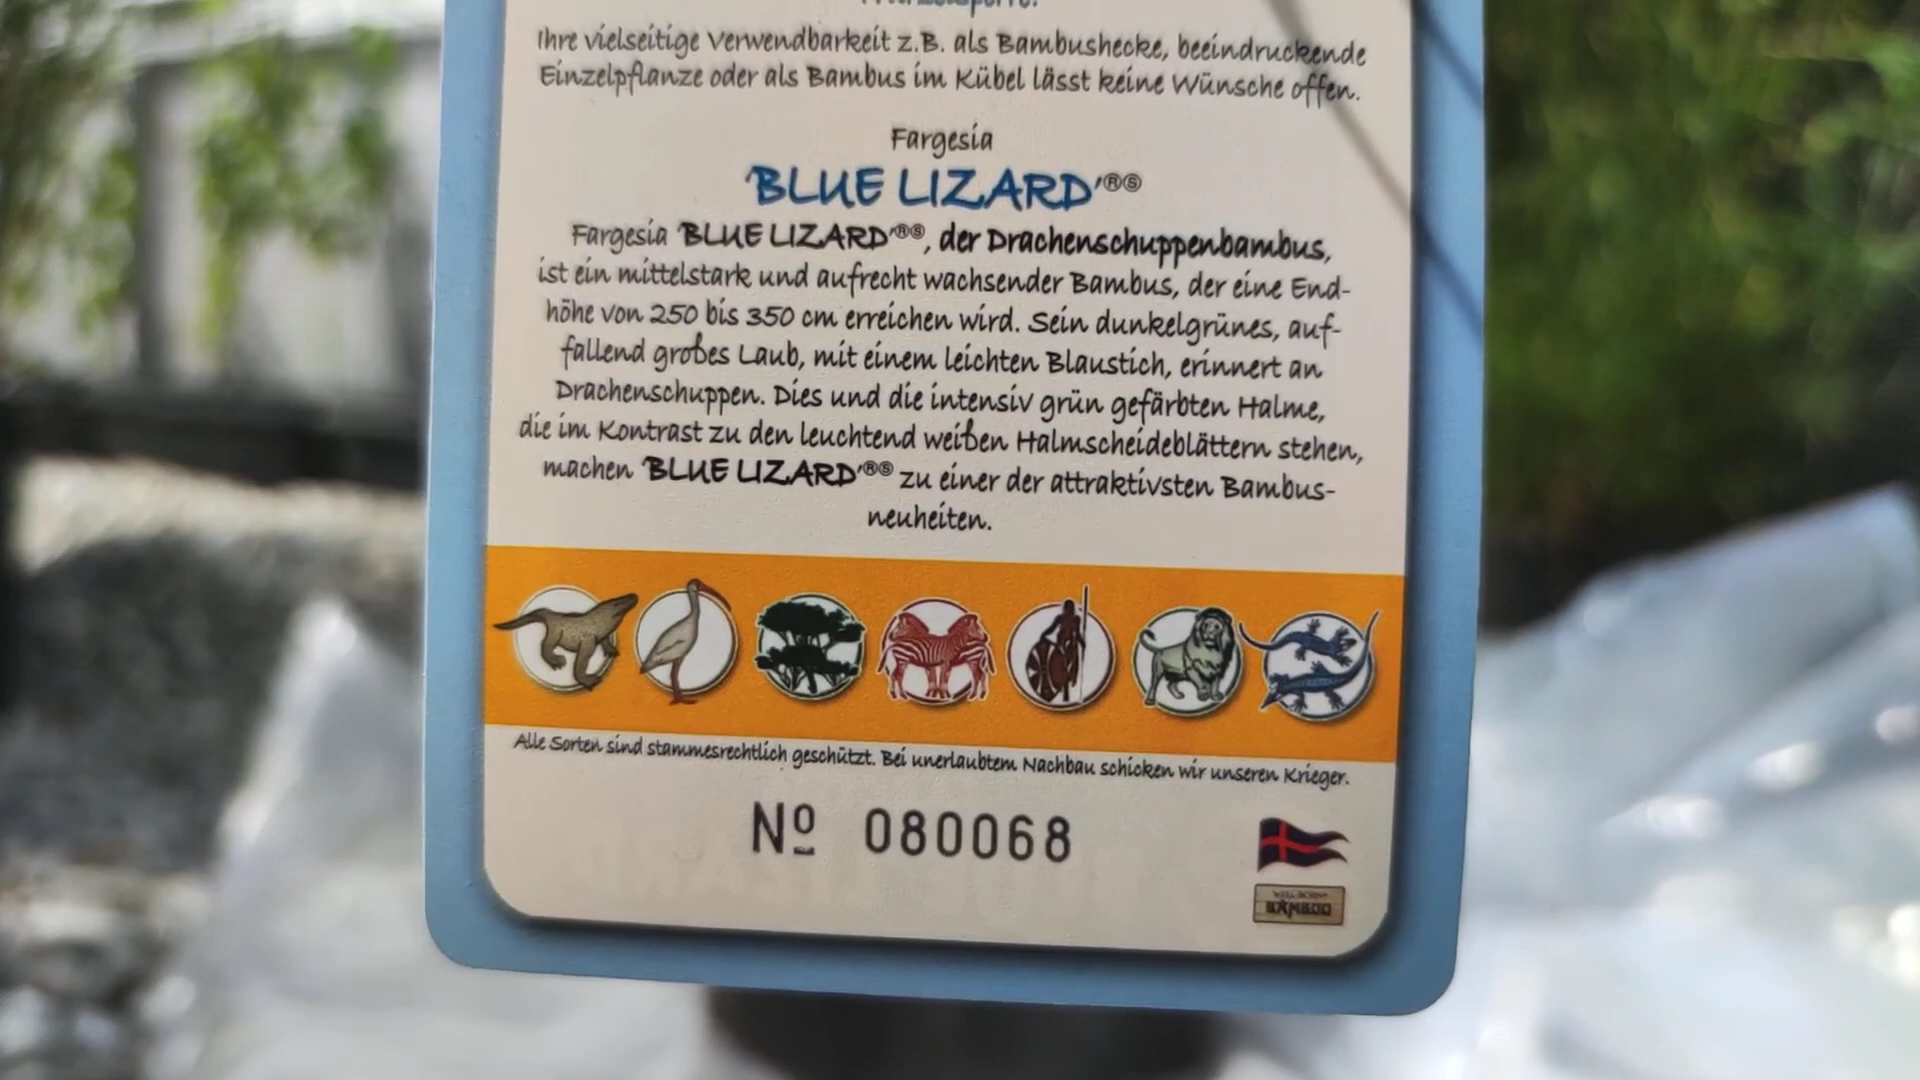 Ihre vielseitige Verwendbarkeit z.B. als Bambushecke, beeindruckende
Einzelpflanze oder als Bambus im Kübel lässt keine Wünsche offen.
Fargesia
'BLUE LIZARD'®Ⓢ
Fargesia 'BLUE LIZARD'®Ⓢ, der Drachenschuppenbambus,
ist ein mittelstark und aufrecht wachsender Bambus, der eine End-
höhe von 250 bis 350 cm erreichen wird. Sein dunkelgrünes, auf-
fallend großes Laub, mit einem leichten Blaustich, erinnert an
Drachenschuppen. Dies und die intensiv grün gefärbten Halme,
die im Kontrast zu den leuchtend weißen Halmscheideblättern stehen,
machen 'BLUE LIZARD'®Ⓢ zu einer der attraktivsten Bambus-
neuheiten.
Alle Sorten sind stammesrechtlich geschützt. Bei unerlaubtem Nachbau schicken wir unseren Krieger.
Nº 080068
BAMBOO